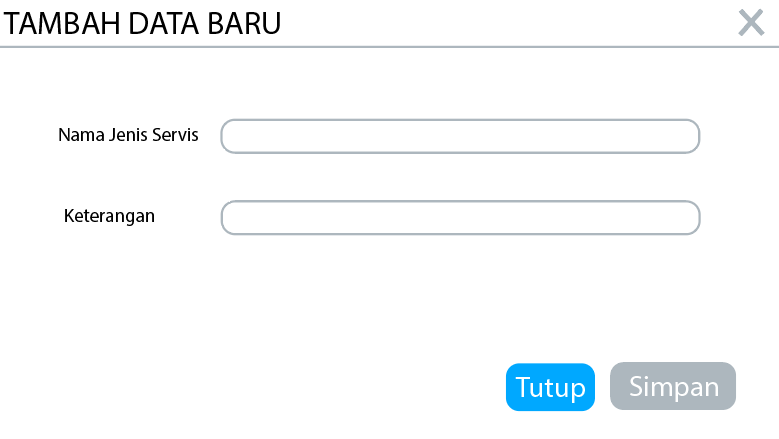 TAMBAH DATA BARU
Nama Jenis Servis
Keterangan
Tutup Simpan